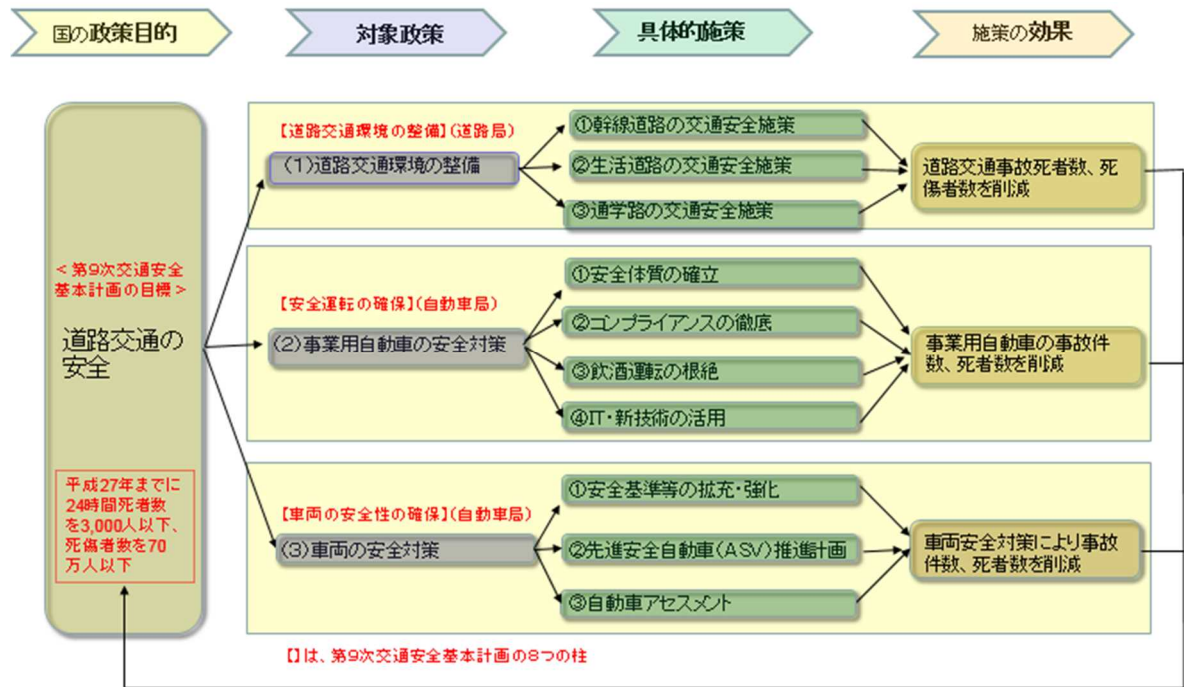 国の政策目的
対象政策
具体的施策
施策の効果
<第9次交通安全
基本計画の目標>
道路交通の
安全
平成27年までに
24時間死者数
を3,000人以下、
死傷者数を70
万人以下
【道路交通環境の整備】(道路局)
(1)道路交通環境の整備
①幹線道路の交通安全施策
②生活道路の交通安全施策
③通学路の交通安全施策
道路交通事故死者数、死
傷者数を削減
【安全運転の確保】(自動車局)
(2)事業用自動車の安全対策
①安全体質の確立
②コンプライアンスの徹底
③飲酒運転の根絶
④IT・新技術の活用
事業用自動車の事故件
数、死者数を削減
【車両の安全性の確保】(自動車局)
(3)車両の安全対策
①安全基準等の拡充・強化
②先進安全自動車(ASV)推進計画
③自動車アセスメント
車両安全対策により事故
件数、死者数を削減
【】は、第9次交通安全基本計画の8つの柱